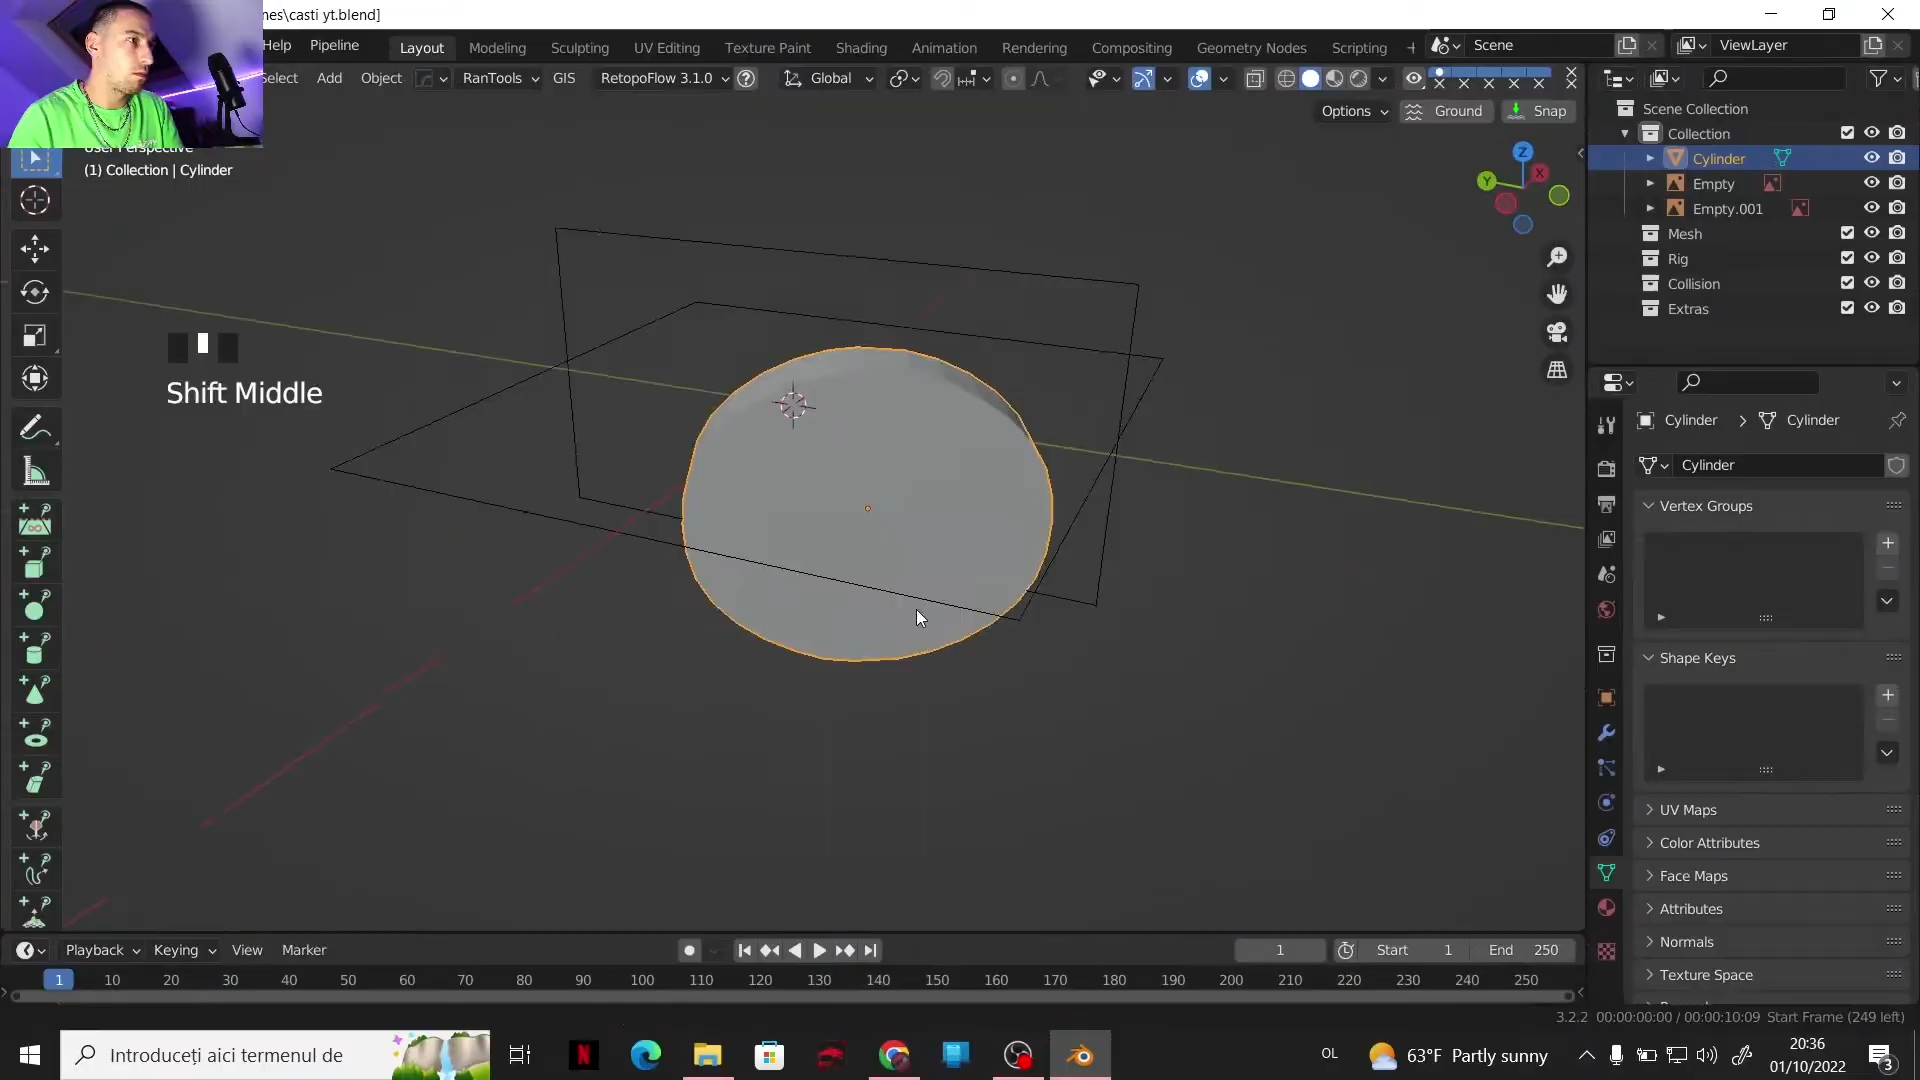 nes\casti yt.blend]
Help Pipeline Layout Modeling Sculpting UV Editing Texture Paint Shading Animation Rendering Compositing Geometry Nodes Scripting + Scene ViewLayer
Select Add Object RanTools GIS RetopoFlow 3.1.0 Global
Options Ground Snap
User Perspective
(1) Collection | Cylinder
Z
Y
X
Shift Middle
Scene Collection
Collection
Cylinder
Empty
Empty.001
Mesh
Rig
Collision
Extras
Cylinder > Cylinder
Cylinder
Vertex Groups
Shape Keys
UV Maps
Color Attributes
Face Maps
Attributes
Normals
Texture Space
Playback Keying View Marker 1 Start 1 End 250
1 10 20 30 40 50 60 70 80 90 100 110 120 130 140 150 160 170 180 190 200 210 220 230 240 250
3.2.2 00:00:00:00 / 00:00:10:09 Start Frame (249 left)
Introduceți aici termenul de
OL 63°F Partly sunny
20:36
01/10/2022
3